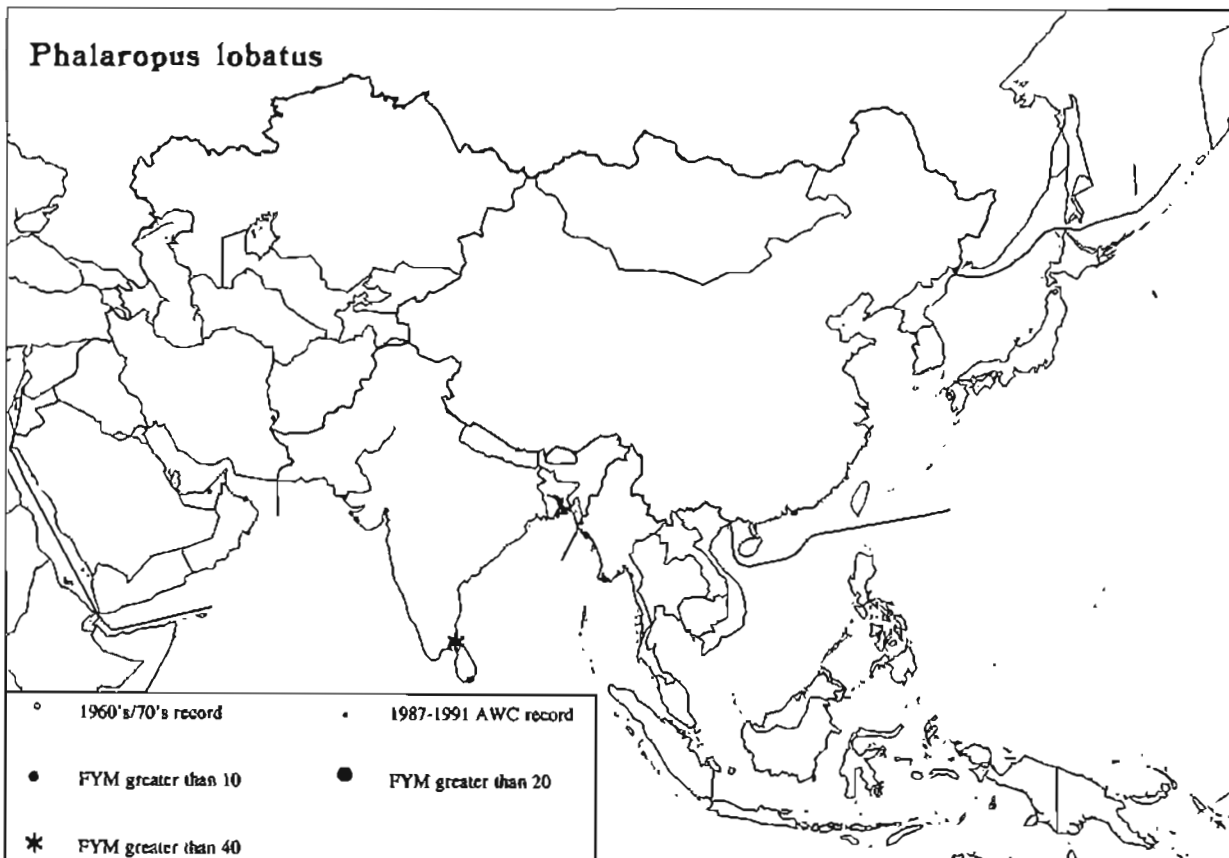 Phalaropus lobatus
1960's/70's record
1987-1991 AWC record
FYM greater than 10
FYM greater than 20
FYM greater than 40